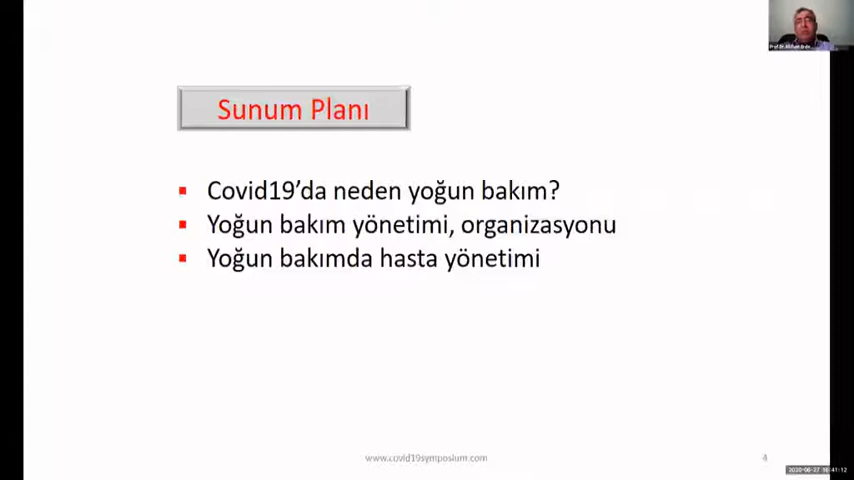 Sunum Planı
Covid19’da neden yoğun bakım?
Yoğun bakım yönetimi, organizasyonu
Yoğun bakımda hasta yönetimi
www.covid19symposium.com
4